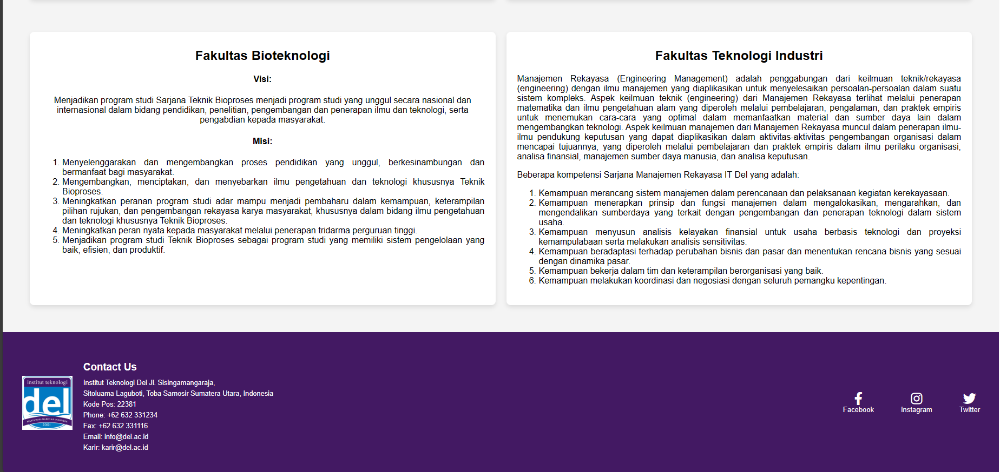 Fakultas Bioteknologi
Visi:
Menjadikan program studi Sarjana Teknik Bioproses menjadi program studi yang unggul secara nasional dan
internasional dalam bidang pendidikan, penelitian, pengembangan dan penerapan ilmu dan teknologi, serta
pengabdian kepada masyarakat.
Misi:
1. Menyelenggarakan dan mengembangkan proses pendidikan yang unggul, berkesinambungan dan
bermanfaat bagi masyarakat.
2. Mengembangkan, menciptakan, dan menyebarkan ilmu pengetahuan dan teknologi khususnya Teknik
Bioproses.
3. Meningkatkan peranan program studi adar mampu menjadi pembaharu dalam kemampuan, keterampilan
pilihan rujukan, dan pengembangan rekayasa karya masyarakat, khususnya dalam bidang ilmu pengetahuan
dan teknologi khususnya Teknik Bioproses.
4. Meningkatkan peran nyata kepada masyarakat melalui penerapan tridarma perguruan tinggi.
5. Menjadikan program studi Teknik Bioproses sebagai program studi yang memiliki sistem pengelolaan yang
baik, efisien, dan produktif.
Fakultas Teknologi Industri
Manajemen Rekayasa (Engineering Management) adalah penggabungan dari keilmuan teknik/rekayasa
(engineering) dengan ilmu manajemen yang diaplikasikan untuk menyelesaikan persoalan-persoalan dalam suatu
sistem kompleks. Aspek keilmuan teknik (engineering) dari Manajemen Rekayasa terlihat melalui penerapan
matematika dan ilmu pengetahuan alam yang diperoleh melalui pembelajaran, pengalaman, dan praktek empiris
untuk menemukan cara-cara yang optimal dalam memanfaatkan material dan sumber daya lain dalam
mengembangkan teknologi. Aspek keilmuan manajemen dari Manajemen Rekayasa muncul dalam penerapan ilmu-
ilmu pendukung keputusan yang dapat diaplikasikan dalam aktivitas-aktivitas pengembangan organisasi dalam
mencapai tujuannya, yang diperoleh melalui pembelajaran dan praktek empiris dalam ilmu perilaku organisasi,
analisa finansial, manajemen sumber daya manusia, dan analisa keputusan.
Beberapa kompetensi Sarjana Manajemen Rekayasa IT Del yang adalah:
1. Kemampuan merancang sistem manajemen dalam perencanaan dan pelaksanaan kegiatan kerekayasaan.
2. Kemampuan menerapkan prinsip dan fungsi manajemen dalam mengalokasikan, mengarahkan, dan
mengendalikan sumberdaya yang terkait dengan pengembangan dan penerapan teknologi dalam sistem
usaha.
3. Kemampuan menyusun analisis kelayakan finansial untuk usaha berbasis teknologi dan proyeksi
kemampulabaan serta melakukan analisis sensitivitas.
4. Kemampuan beradaptasi terhadap perubahan bisnis dan pasar dan menentukan rencana bisnis yang sesuai
dengan dinamika pasar.
5. Kemampuan bekerja dalam tim dan keterampilan berorganisasi yang baik.
6. Kemampuan melakukan koordinasi dan negosiasi dengan seluruh pemangku kepentingan.
institut teknologi
del
MARTUHAN-MARROHA-MARBISUK
2001
Contact Us
Institut Teknologi Del Jl. Sisingamangaraja,
Sitoluama Laguboti, Toba Samosir Sumatera Utara, Indonesia
Kode Pos: 22381
Phone: +62 632 331234
Fax: +62 632 331116
Email: info@del.ac.id
Karir: karir@del.ac.id
Facebook
Instagram
Twitter